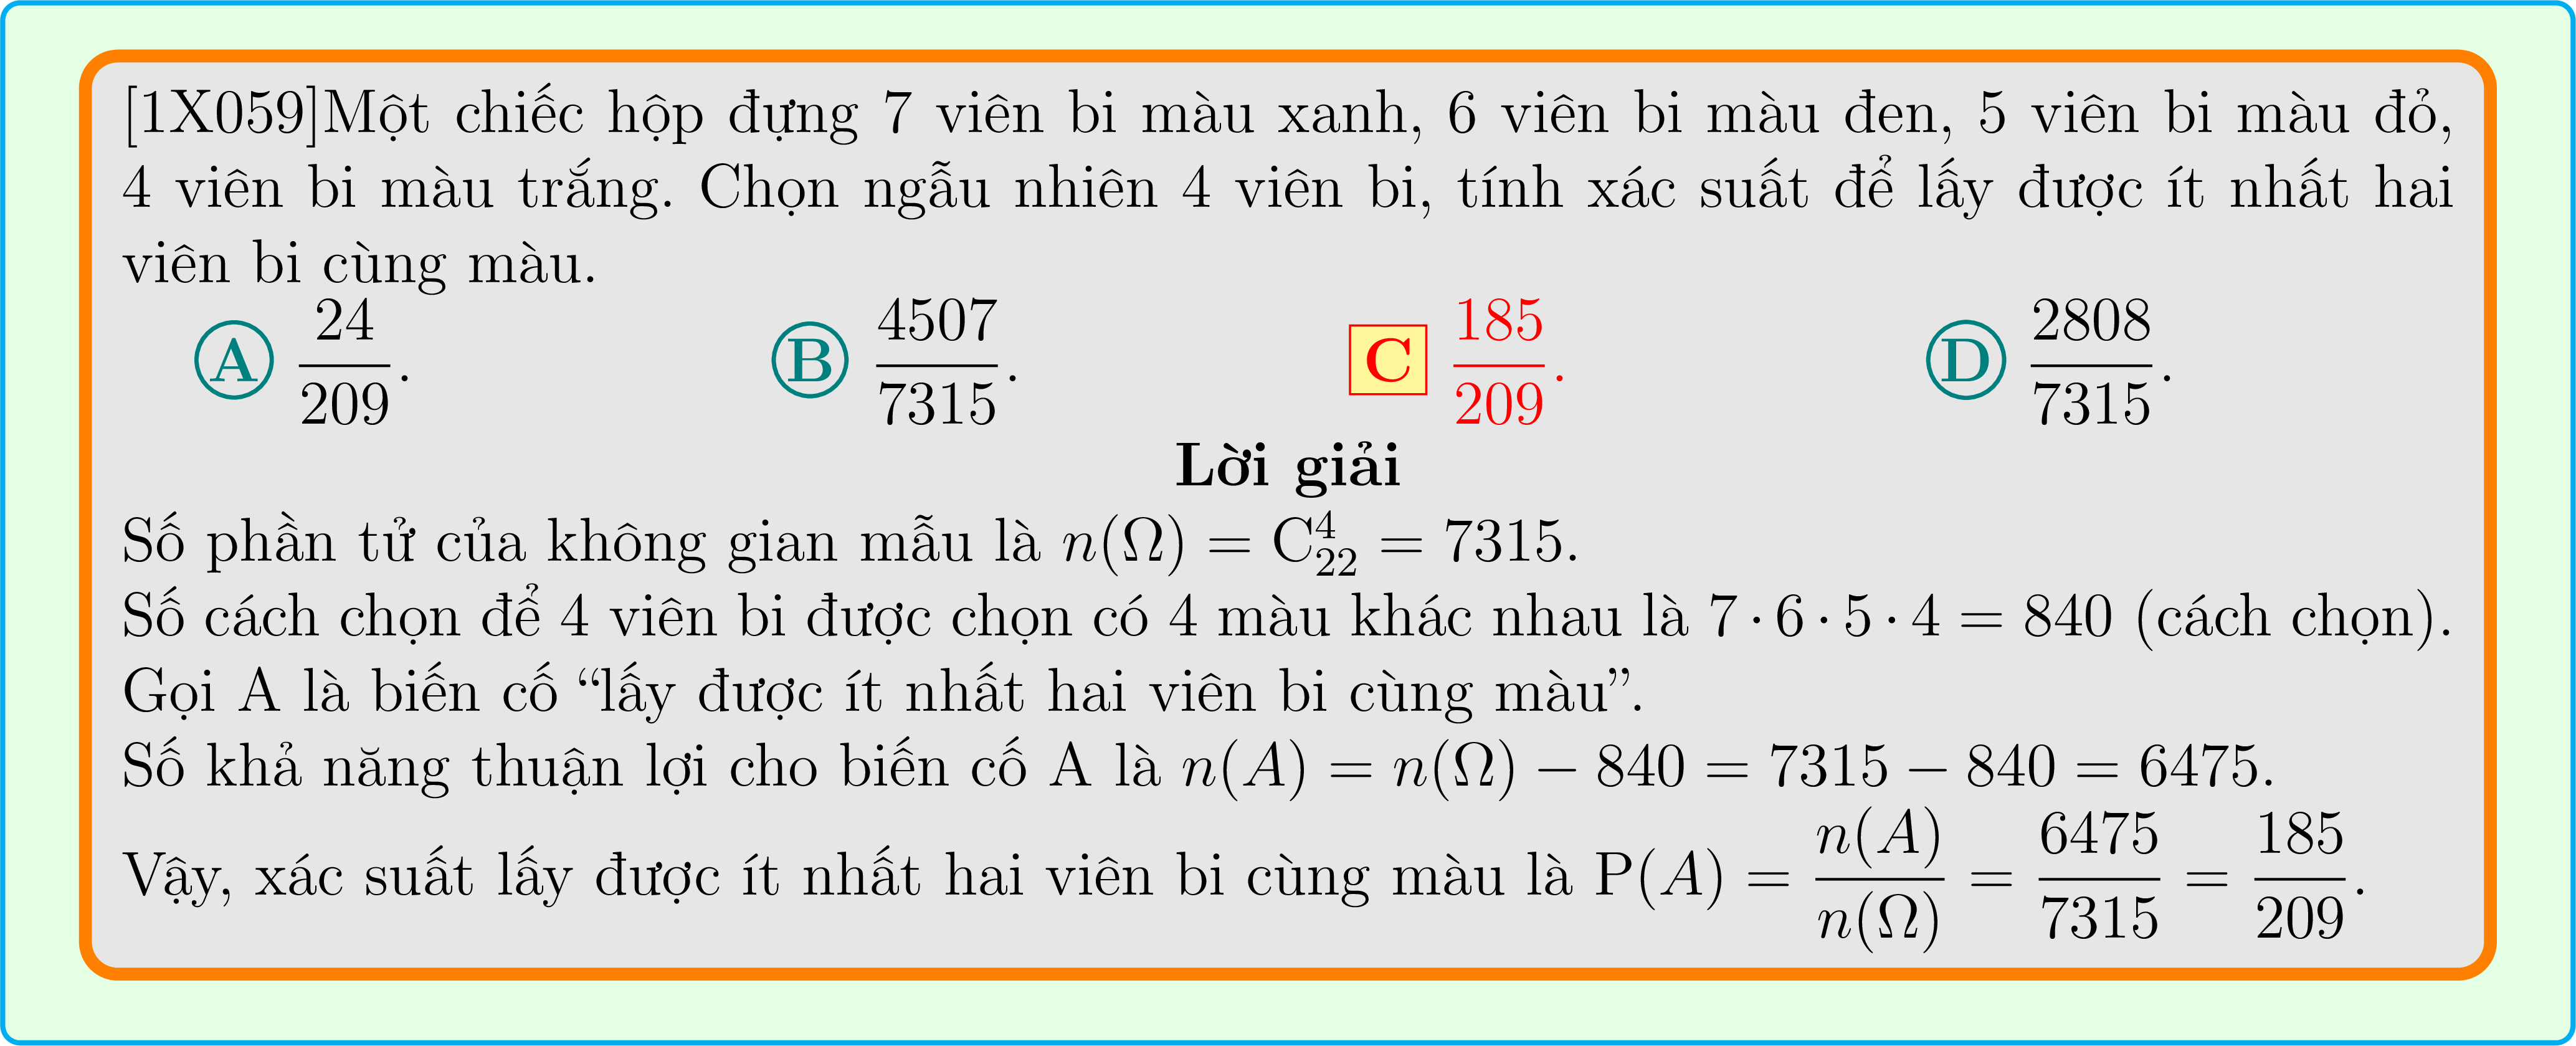 [1X059]Một chiếc hộp đựng 7 viên bi màu xanh, 6 viên bi màu đen, 5 viên bi màu đỏ,
4 viên bi màu trắng. Chọn ngẫu nhiên 4 viên bi, tính xác suất để lấy được ít nhất hai
viên bi cùng màu.
A $\frac{24}{209}$. B $\frac{4507}{7315}$. C $\frac{185}{209}$. D $\frac{2808}{7315}$.
Lời giải
Số phần tử của không gian mẫu là $n(\Omega) = \mathrm{C}_{22}^{4} = 7315$.
Số cách chọn để 4 viên bi được chọn có 4 màu khác nhau là $7 \cdot 6 \cdot 5 \cdot 4 = 840$ (cách chọn).
Gọi A là biến cố “lấy được ít nhất hai viên bi cùng màu”.
Số khả năng thuận lợi cho biến cố A là $n(A) = n(\Omega) - 840 = 7315 - 840 = 6475$.
Vậy, xác suất lấy được ít nhất hai viên bi cùng màu là $\mathrm{P}(A) = \frac{n(A)}{n(\Omega)} = \frac{6475}{7315} = \frac{185}{209}$.